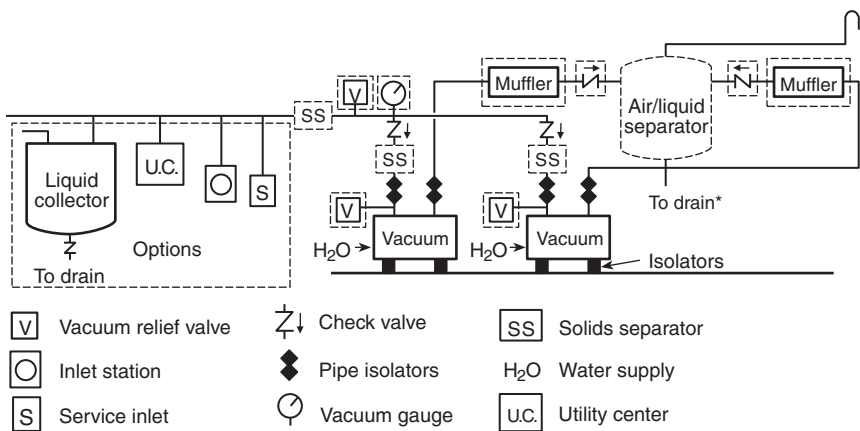 Muffler
Muffler
V
SS
Air/liquid
separator
U.C.
SS
SS
Liquid
collector
S
V
V
To drain*
Vacuum
Vacuum
H₂O
H₂O
Options
Isolators
To drain
V Vacuum relief valve
Check valve
SS Solids separator
Inlet station
Pipe isolators
H₂O Water supply
S Service inlet
Vacuum gauge
U.C. Utility center